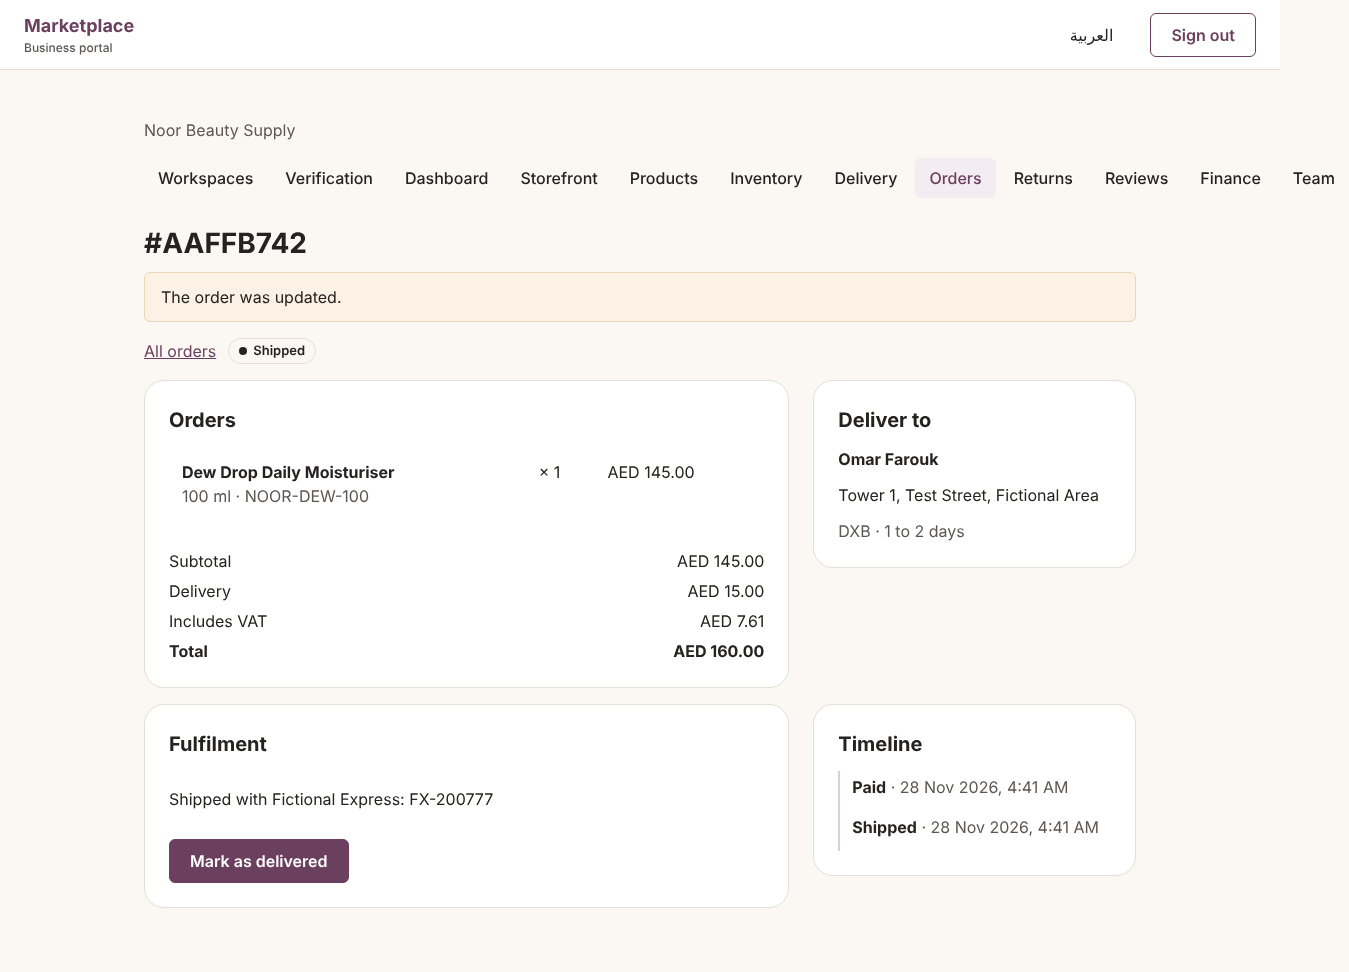 Marketplace
Business portal
العربية
Sign out
Noor Beauty Supply
Workspaces Verification Dashboard Storefront Products Inventory Delivery Orders Returns Reviews Finance Team
#AAFFB742
The order was updated.
All orders
Shipped
Orders
Dew Drop Daily Moisturiser × 1 AED 145.00
100 ml · NOOR-DEW-100
Subtotal AED 145.00
Delivery AED 15.00
Includes VAT AED 7.61
Total AED 160.00
Deliver to
Omar Farouk
Tower 1, Test Street, Fictional Area
DXB · 1 to 2 days
Fulfilment
Shipped with Fictional Express: FX-200777
Mark as delivered
Timeline
Paid · 28 Nov 2026, 4:41 AM
Shipped · 28 Nov 2026, 4:41 AM